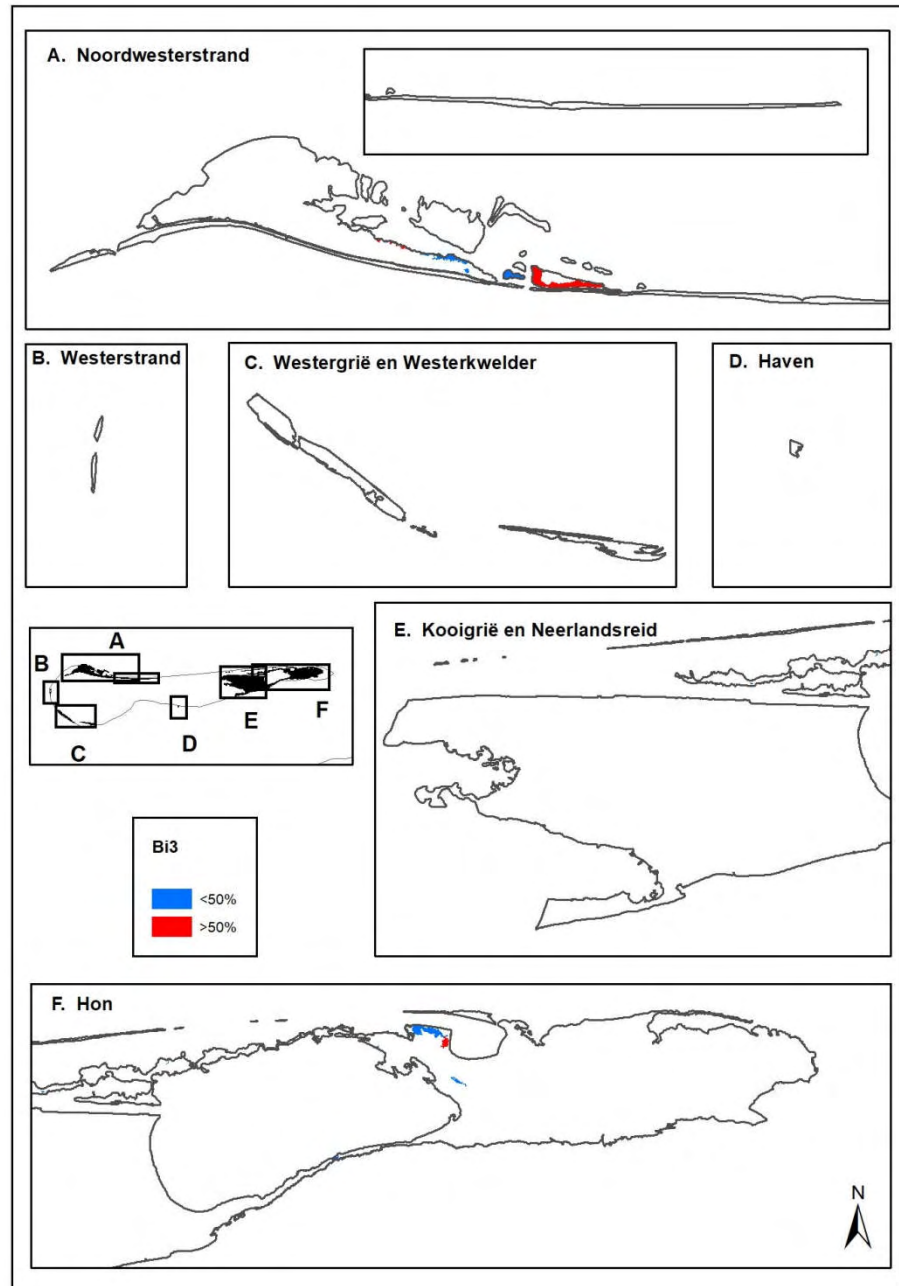 A. Noordwesterstrand
B. Westerstrand
C. Westergrië en Westerkwelder
D. Haven
A
B
C
D
E
F
E. Kooigrië en Neerlandsreid
Bi3
<50%
>50%
F. Hon
N